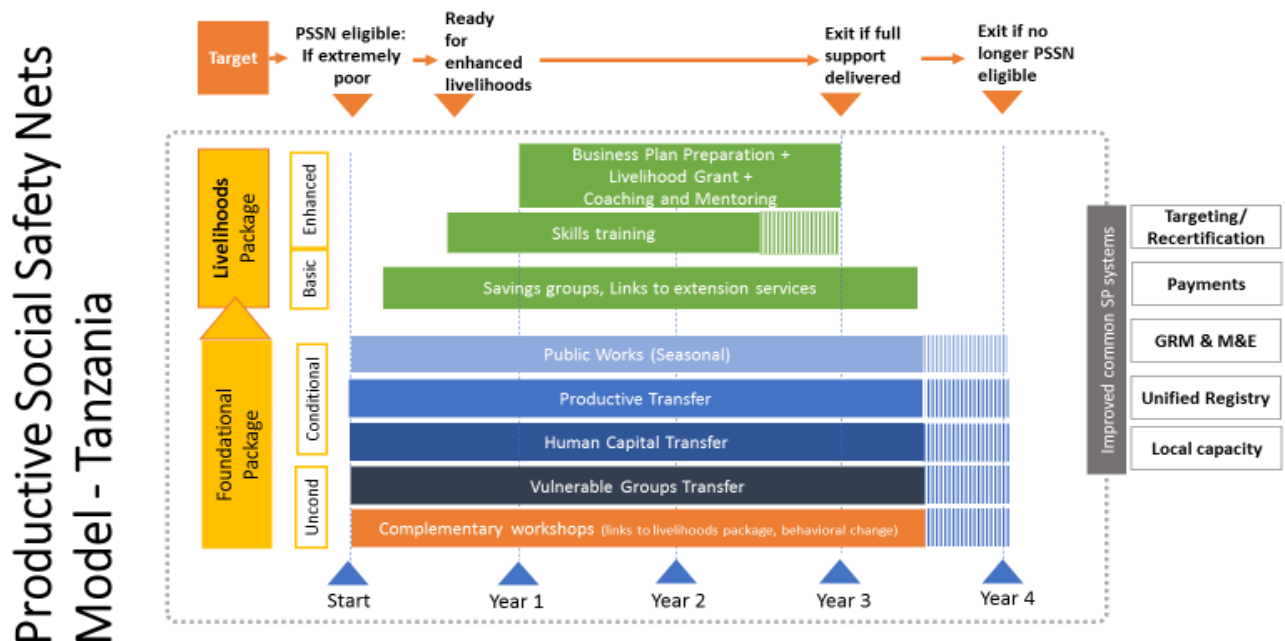 Productive Social Safety Nets
Model - Tanzania
Target
PSSN eligible:
If extremely
poor
Ready
for
enhanced
livelihoods
Exit if full
support
delivered
Exit if no
longer PSSN
eligible
Livelihoods
Package
Enhanced
Basic
Business Plan Preparation +
Livelihood Grant +
Coaching and Mentoring
Skills training
Savings groups, Links to extension services
Foundational
Package
Conditional
Uncond
Public Works (Seasonal)
Productive Transfer
Human Capital Transfer
Vulnerable Groups Transfer
Complementary workshops (links to livelihoods package, behavioral change)
Start
Year 1
Year 2
Year 3
Year 4
Improved common SP systems
Targeting/
Recertification
Payments
GRM & M&E
Unified Registry
Local capacity